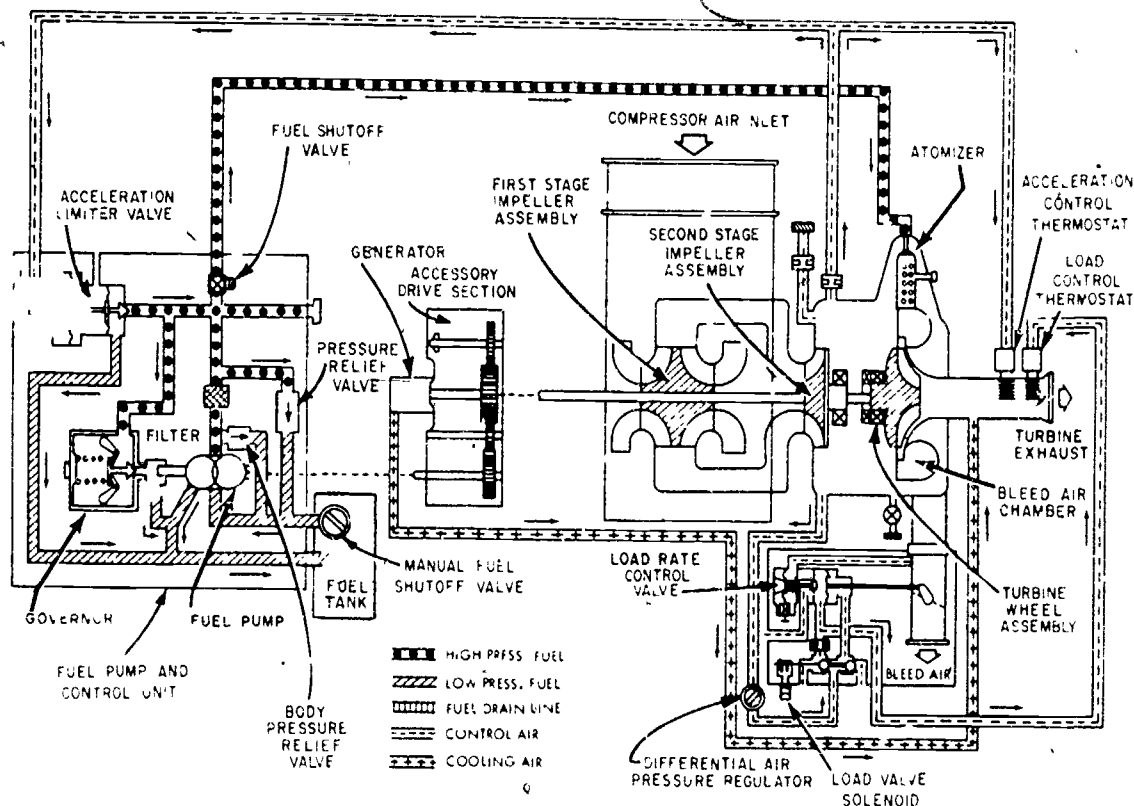 COMPRESSOR AIR INLET
FUEL SHUTOFF
VALVE
ATOMIZER
ACCELERATION
CONTROL
THERMOSTAT
FIRST STAGE
IMPELLER
ASSEMBLY
ACCELERATION
LIMITER VALVE
SECOND STAGE
IMPELLER
ASSEMBLY
GENERATOR
ACCESSORY
DRIVE SECTION
LOAD
CONTROL
THERMOSTAT
PRESSURE
RELIEF
VALVE
FILTER
TURBINE
EXHAUST
BLEED AIR
CHAMBER
LOAD RATE
CONTROL
VALVE
MANUAL FUEL
SHUTOFF VALVE
FUEL
TANK
GOVERNOR
FUEL PUMP
TURBINE
WHEEL
ASSEMBLY
FUEL PUMP AND
CONTROL UNIT
HIGH PRESS. FUEL
LOW PRESS. FUEL
FUEL DRAIN LINE
CONTROL AIR
COOLING AIR
BLEED AIR
BODY
PRESSURE
RELIEF
VALVE
DIFFERENTIAL AIR
PRESSURE REGULATOR
LOAD VALVE
SOLENOID